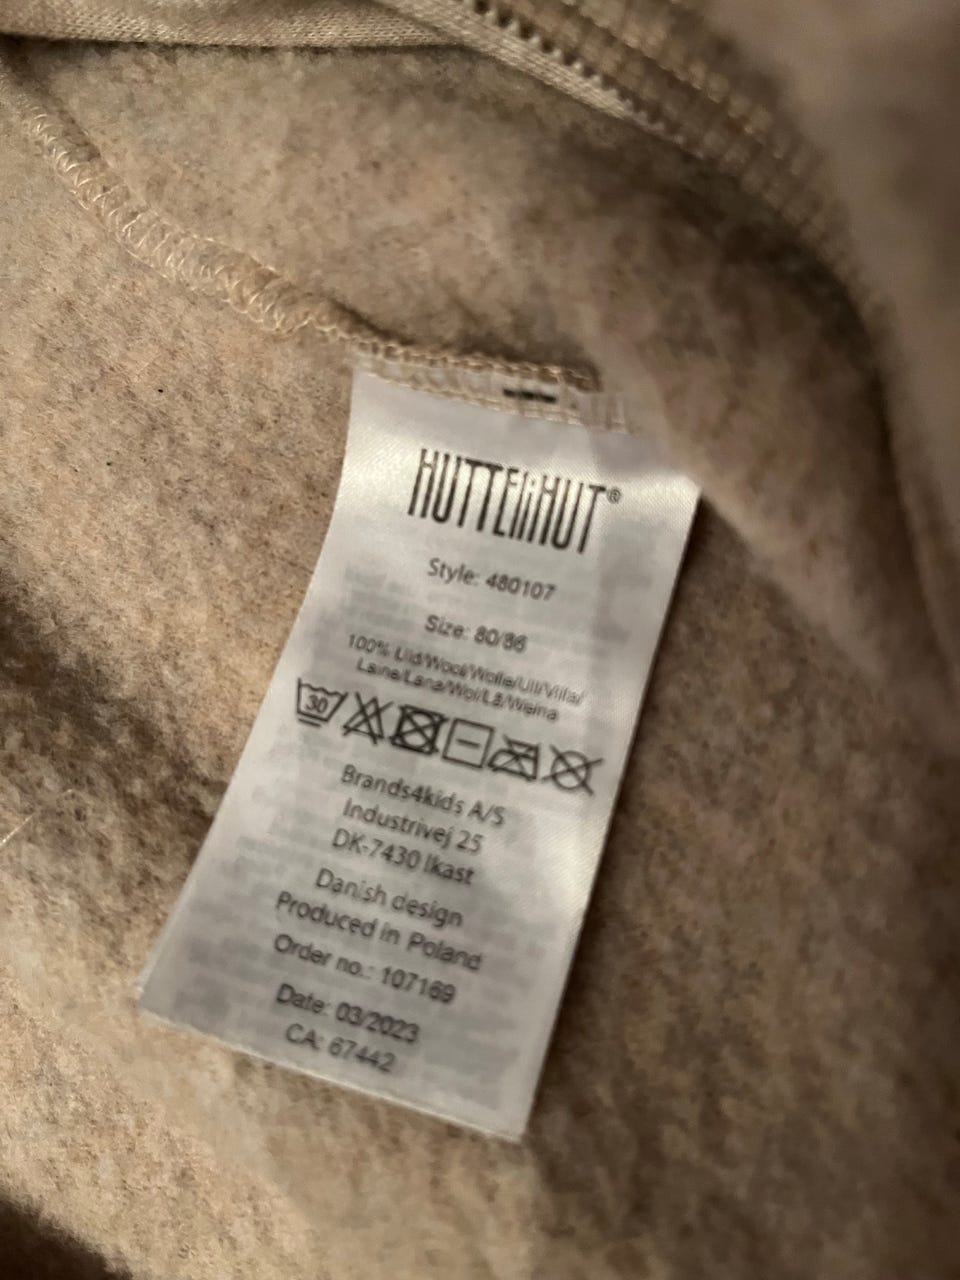 HUTTEliHUT®
Style: 480107
Size: 80/86
100% Uld/Wool/Wolle/Ull/Villa/
Laine/Lana/Wol/Lã/Wełna
30
Brands4kids A/S
Industrivej 25
DK-7430 Ikast
Danish design
Produced in Poland
Order no.: 107169
Date: 03/2023
CA: 67442